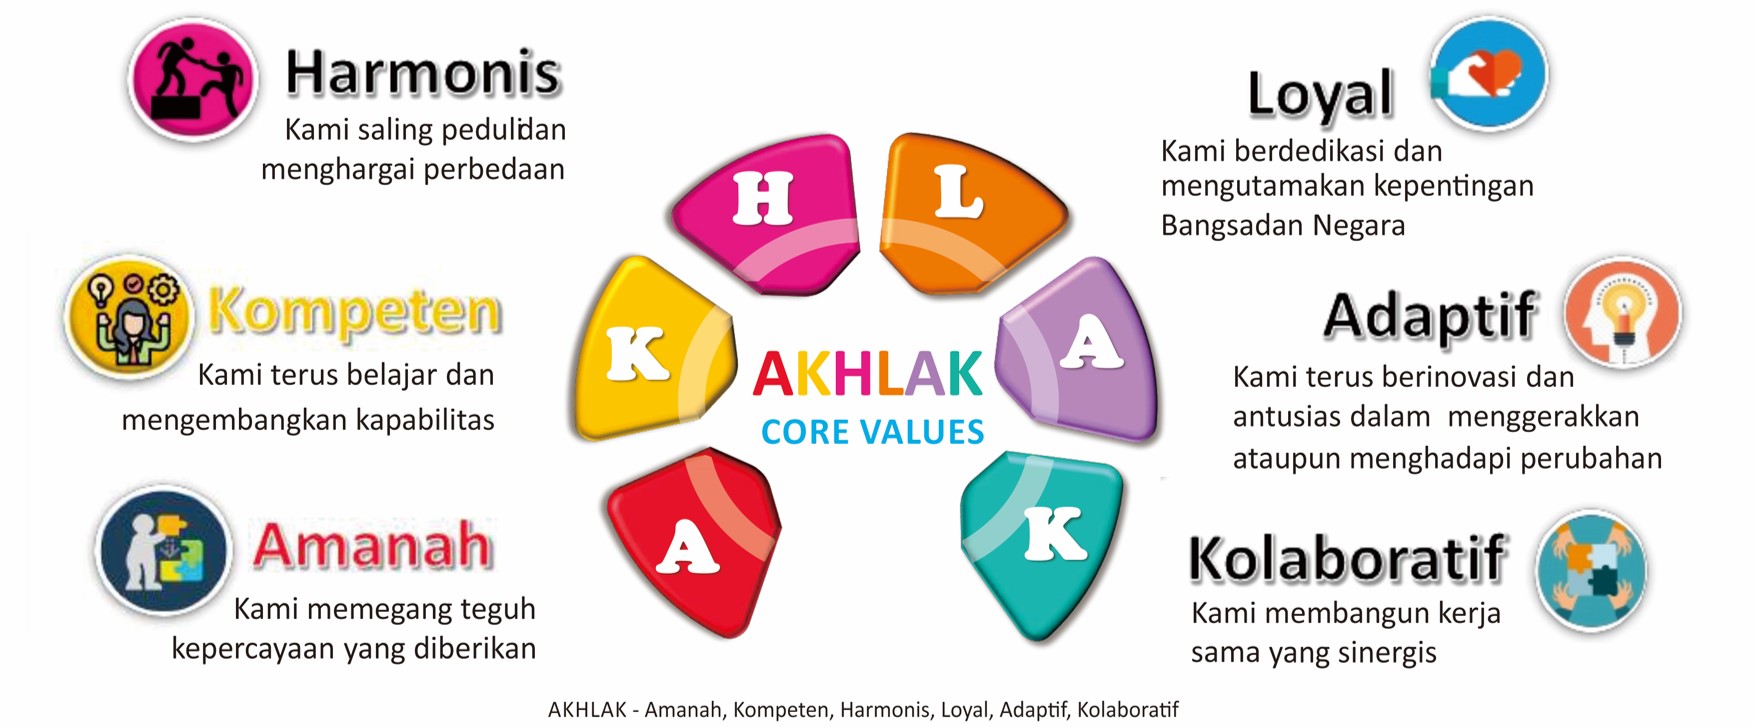 Harmonis
Kami saling pedulidan
menghargai perbedaan
Kompeten
Kami terus belajar dan
mengembangkan kapabilitas
Amanah
Kami memegang teguh
kepercayaan yang diberikan
A
K
H
L
A
K
AKHLAK
CORE VALUES
Loyal
Kami berdedikasi dan
mengutamakan kepentingan
Bangsadan Negara
Adaptif
Kami terus berinovasi dan
antusias dalam menggerakkan
ataupun menghadapi perubahan
Kolaboratif
Kami membangun kerja
sama yang sinergis
AKHLAK - Amanah, Kompeten, Harmonis, Loyal, Adaptif, Kolaboratif